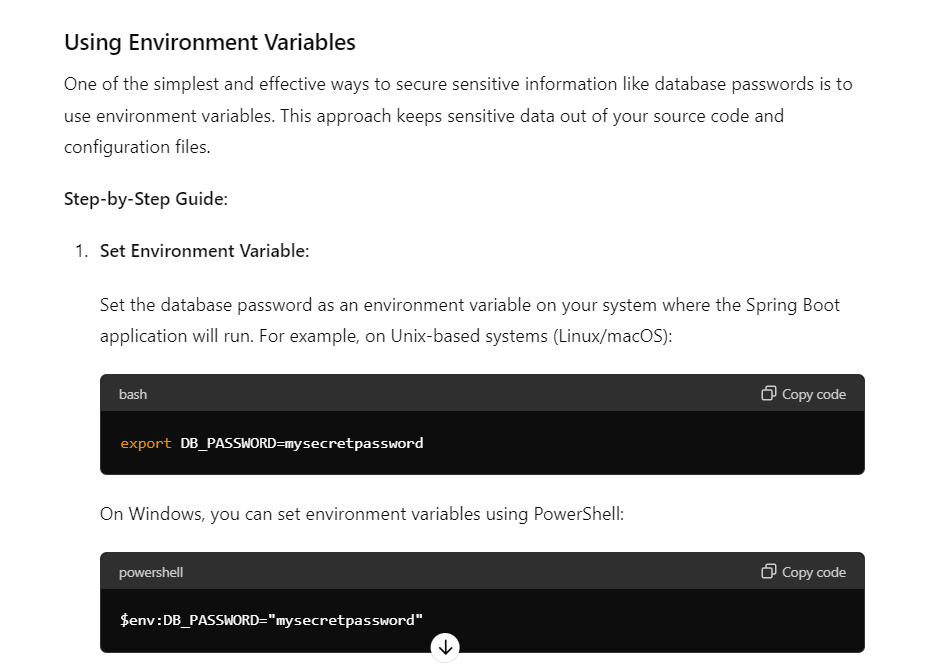 Using Environment Variables
One of the simplest and effective ways to secure sensitive information like database passwords is to
use environment variables. This approach keeps sensitive data out of your source code and
configuration files.
Step-by-Step Guide:
1. Set Environment Variable:
Set the database password as an environment variable on your system where the Spring Boot
application will run. For example, on Unix-based systems (Linux/macOS):
bash Copy code
export DB_PASSWORD=mysecretpassword
On Windows, you can set environment variables using PowerShell:
powershell Copy code
$env:DB_PASSWORD="mysecretpassword"